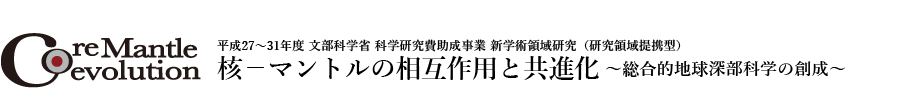 Core Mantle
Coevolution
平成27～31年度 文部科学省 科学研究費助成事業 新学術領域研究（研究領域提携型）
核－マントルの相互作用と共進化 ～総合的地球深部科学の創成～